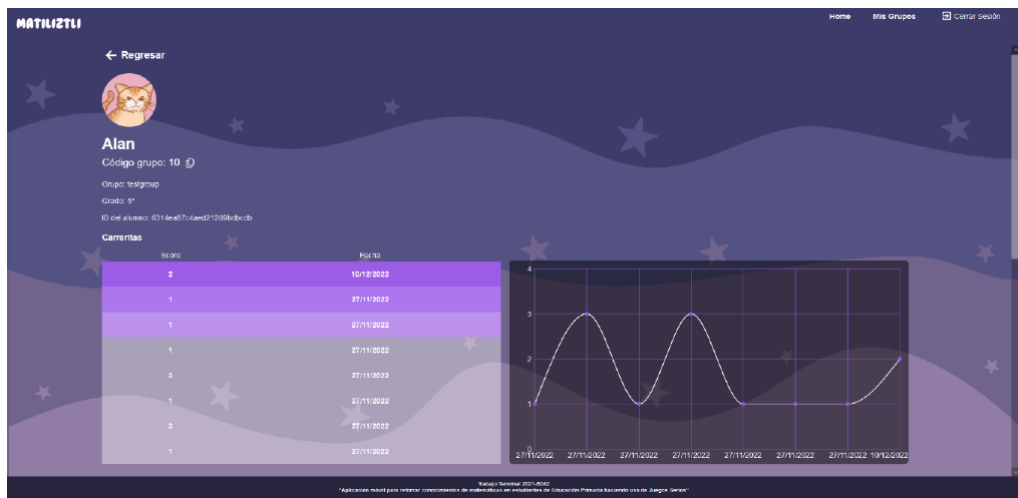 MATILIZTLI
Home Mis Grupos Cerrar Sesión
← Regresar
Alan
Código grupo: 10
Grupo: testgroup
Grado: 5°
ID del alumno:
Carreritas
Score Fecha
2 10/12/2022
1 27/11/2022
1 27/11/2022
1 27/11/2022
3 27/11/2022
1 27/11/2022
3 27/11/2022
1 27/11/2022
4
3
2
1
0
27/11/2022 27/11/2022 27/11/2022 27/11/2022 27/11/2022 27/11/2022 27/11/2022 10/12/2022
Trabajo Terminal 2021-B042
"Aplicación móvil para retomar conocimientos de matemáticas en estudiantes de Educación Primaria haciendo uso de Juegos Serios"